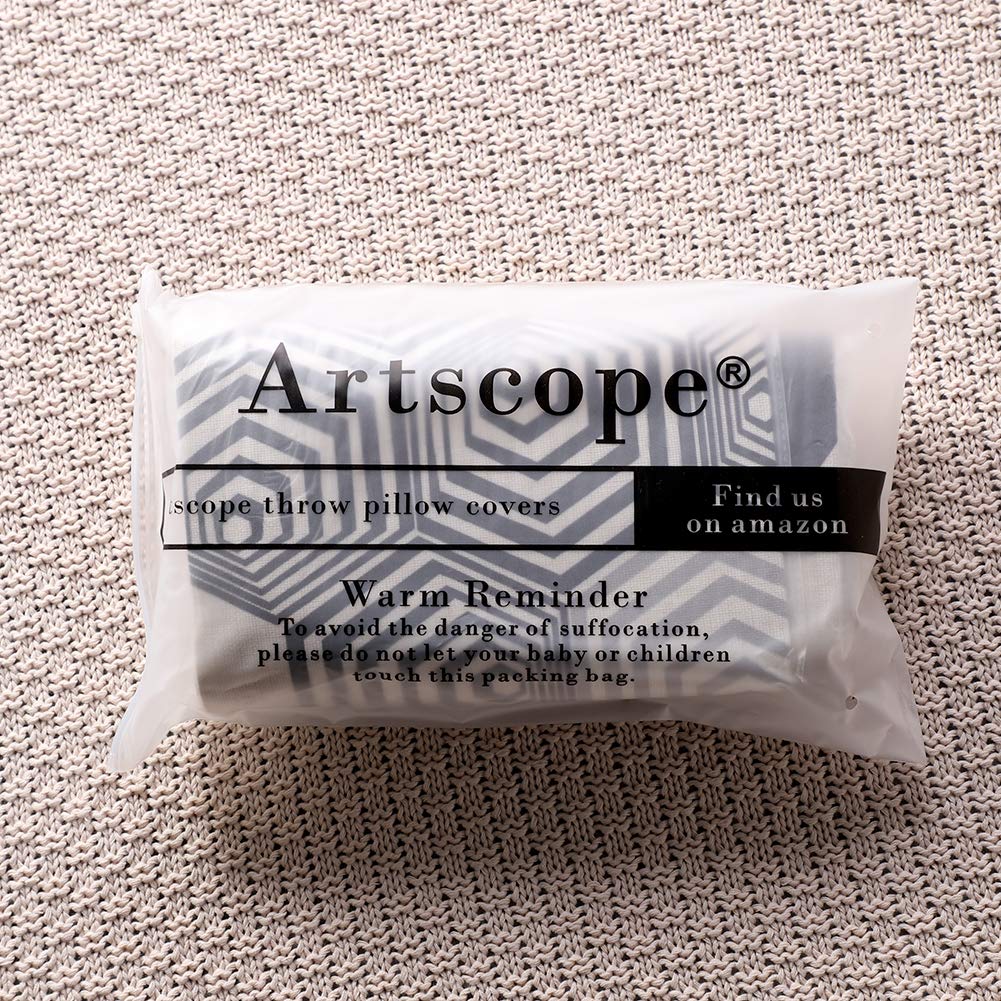 Artscope®
throw pillow covers
Find us
on amazon
Warm Reminder
To avoid the danger of suffocation,
please do not let your baby or children
touch this packing bag.